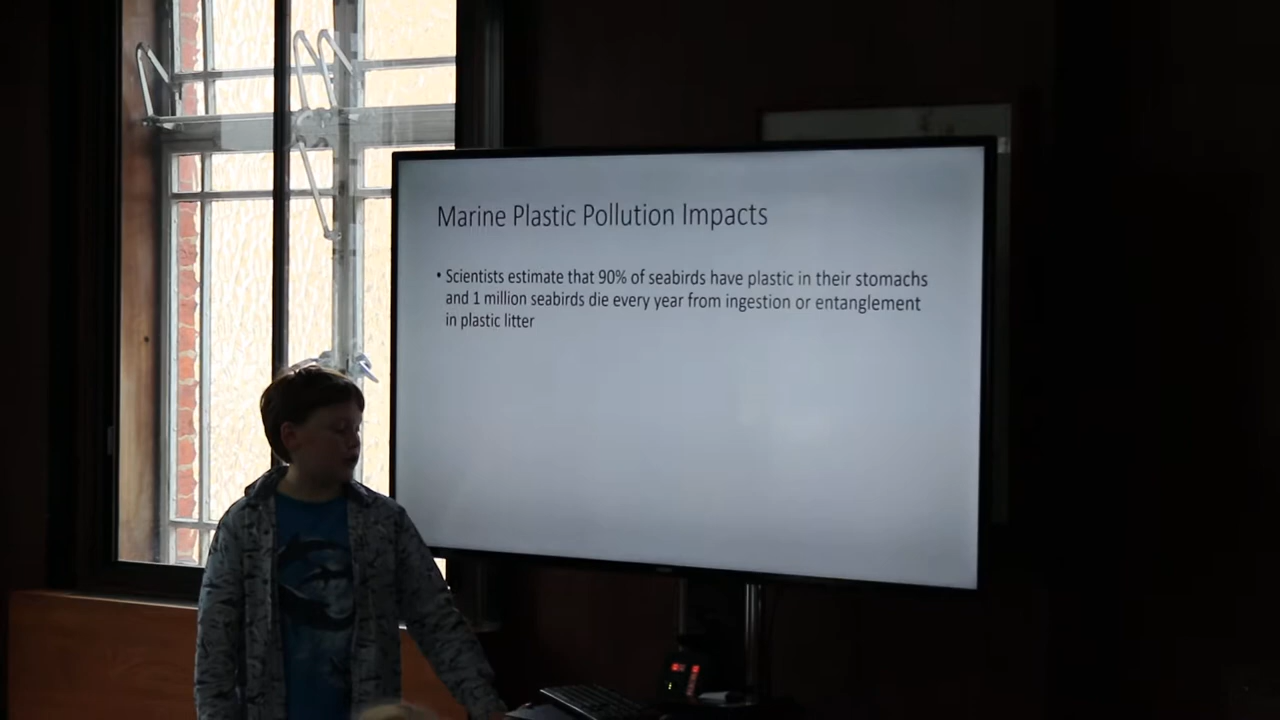 Marine Plastic Pollution Impacts
• Scientists estimate that 90% of seabirds have plastic in their stomachs
and 1 million seabirds die every year from ingestion or entanglement
in plastic litter